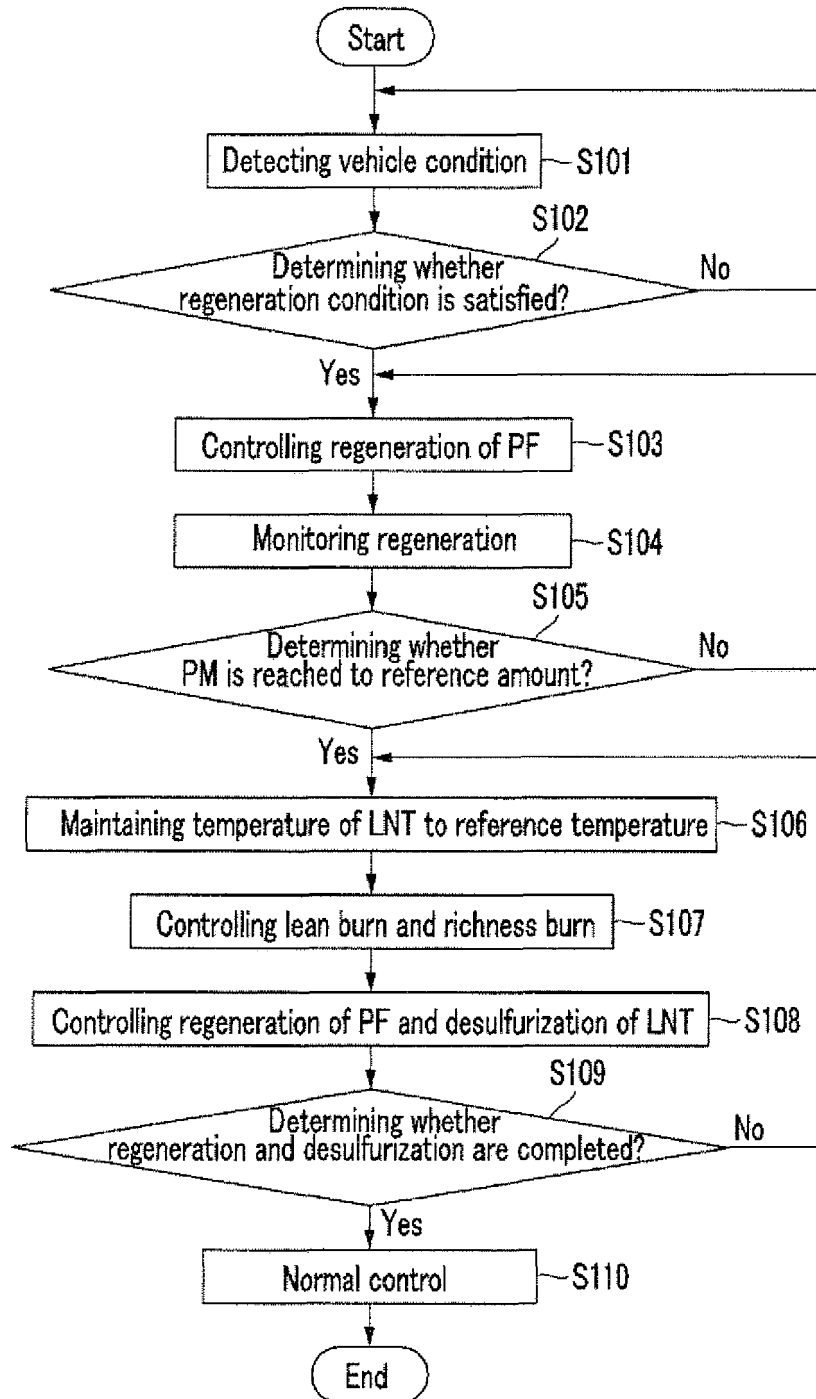 Start
Detecting vehicle condition
S101
S102
Determining whether
regeneration condition is satisfied?
No
Yes
Controlling regeneration of PF
S103
Monitoring regeneration
S104
S105
Determining whether
PM is reached to reference amount?
No
Yes
Maintaining temperature of LNT to reference temperature
S106
Controlling lean burn and richness burn
S107
Controlling regeneration of PF and desulfurization of LNT
S108
S109
Determining whether
regeneration and desulfurization are completed?
No
Yes
Normal control
S110
End